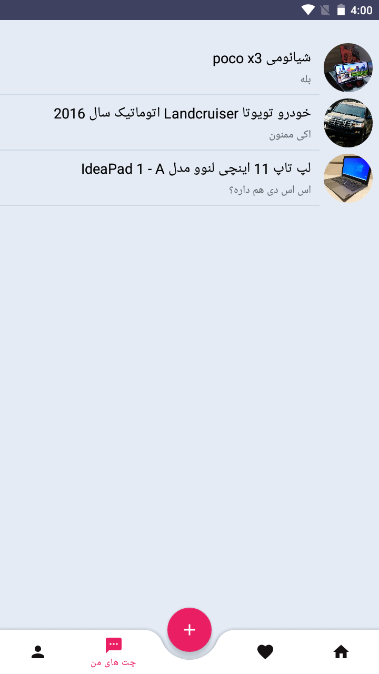 4:00
شیائومی poco x3
بله
خودرو تویوتا Landcruiser اتوماتیک سال 2016
اکی ممنون
لپ تاپ 11 اینچی لنوو مدل IdeaPad 1 - A
اس اس دی هم داره؟
چت های من